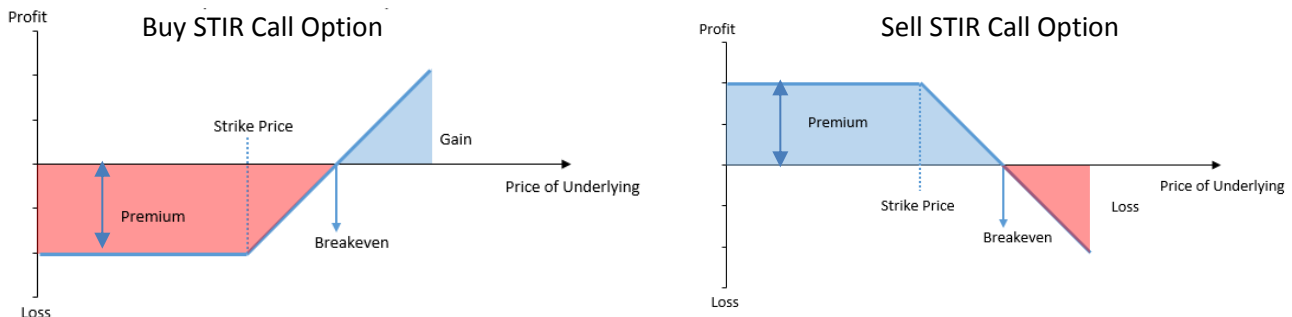 Profit
Buy STIR Call Option
Strike Price
Gain
Price of Underlying
Premium
Breakeven
Loss
Sell STIR Call Option
Profit
Premium
Price of Underlying
Strike Price
Loss
Breakeven
Loss